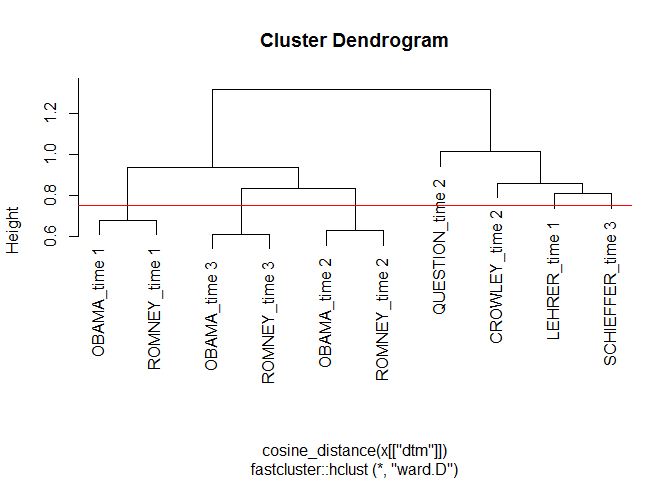 Cluster Dendrogram
Height
0.6 0.8 1.0 1.2
OBAMA_time 1
ROMNEY_time 1
OBAMA_time 3
ROMNEY_time 3
OBAMA_time 2
ROMNEY_time 2
QUESTION_time 2
CROWLEY_time 2
LEHRER_time 1
SCHIEFFER_time 3
cosine_distance(x[["dtm"]])
fastcluster::hclust (*, "ward.D")